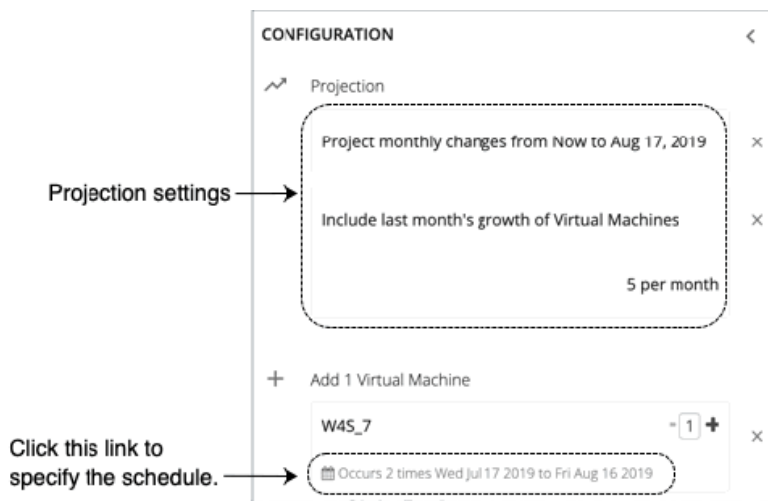 CONFIGURATION
Projection
Project monthly changes from Now to Aug 17, 2019
Projection settings
Include last month's growth of Virtual Machines
5 per month
Add 1 Virtual Machine
W4S_7
- 1 +
Click this link to
specify the schedule.
Occurs 2 times Wed Jul 17 2019 to Fri Aug 16 2019